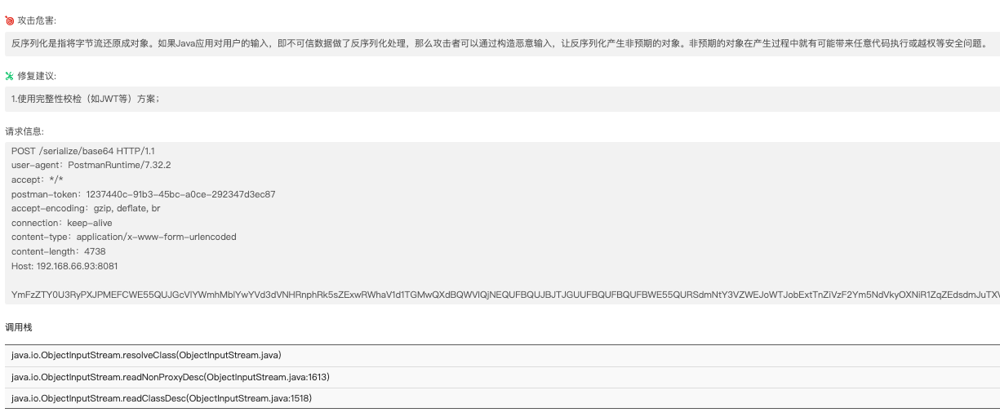 攻击危害:
反序列化是指将字节流还原成对象。如果Java应用对用户的输入，即不可信数据做了反序列化处理，那么攻击者可以通过构造恶意输入，让反序列化产生非预期的对象。非预期的对象在产生过程中就有可能带来任意代码执行或越权等安全问题。
修复建议:
1.使用完整性校检（如JWT等）方案；
请求信息:
POST /serialize/base64 HTTP/1.1
user-agent: PostmanRuntime/7.32.2
accept: */*
postman-token: 1237440c-91b3-45bc-a0ce-292347d3ec87
accept-encoding: gzip, deflate, br
connection: keep-alive
content-type: application/x-www-form-urlencoded
content-length: 4738
Host: 192.168.66.93:8081
调用栈
java.io.ObjectInputStream.resolveClass(ObjectInputStream.java)
java.io.ObjectInputStream.readNonProxyDesc(ObjectInputStream.java:1613)
java.io.ObjectInputStream.readClassDesc(ObjectInputStream.java:1518)